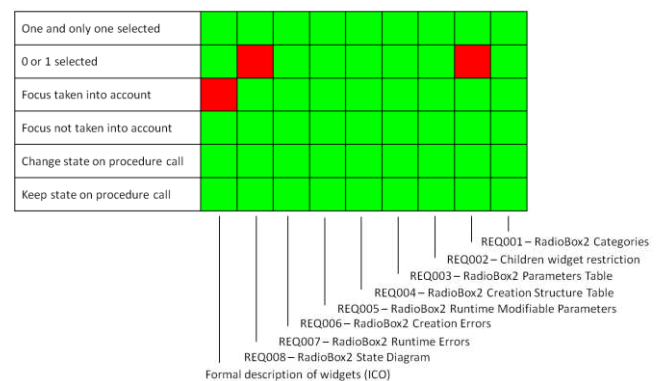 One and only one selected
0 or 1 selected
Focus taken into account
Focus not taken into account
Change state on procedure call
Keep state on procedure call
REQ001 – RadioBox2 Categories
REQ002 – Children widget restriction
REQ003 – RadioBox2 Parameters Table
REQ004 – RadioBox2 Creation Structure Table
REQ005 – RadioBox2 Runtime Modifiable Parameters
REQ006 – RadioBox2 Creation Errors
REQ007 – RadioBox2 Runtime Errors
REQ008 – RadioBox2 State Diagram
Formal description of widgets (ICO)